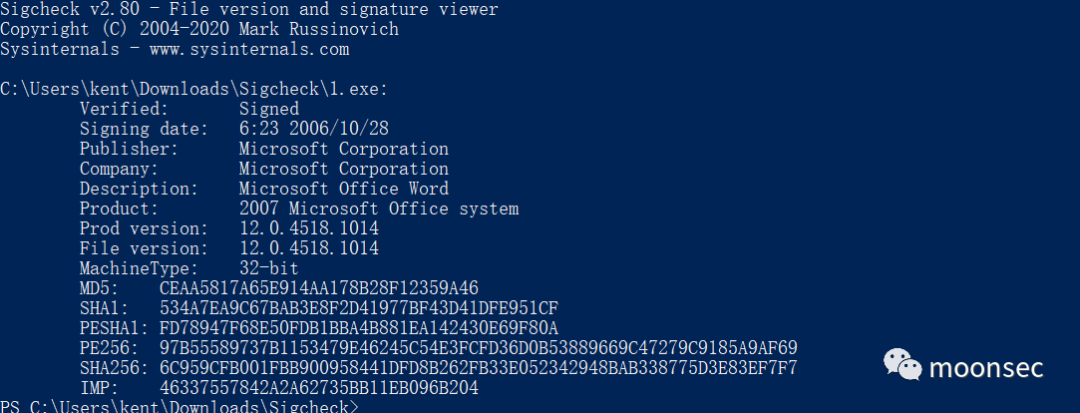 Sigcheck v2.80 - File version and signature viewer
Copyright (C) 2004-2020 Mark Russinovich
Sysinternals - www.sysinternals.com
C:\Users\kent\Downloads\Sigcheck\1.exe:
Verified: Signed
Signing date: 6:23 2006/10/28
Publisher: Microsoft Corporation
Company: Microsoft Corporation
Description: Microsoft Office Word
Product: 2007 Microsoft Office system
Prod version: 12.0.4518.1014
File version: 12.0.4518.1014
MachineType: 32-bit
MD5: CEAA5817A65E914AA178B28F12359A46
SHA1: 534A7EA9C67BAB3E8F2D41977BF43D41DFE951CF
PESHA1: FD78947F68E50FDB1BBA4B881EA142430E69F80A
PE256: 97B55589737B1153479E46245C54E3FCFD36D0B53889669C47279C9185A9AF69
SHA256: 6C959CFB001FBB900958441DFD8B262FB33E052342948BAB338775D3E83EF7F7
IMP: 46337557842A2A62735BB11EB096B204
PS C:\Users\kent\Downloads\Sigcheck>
moonsec